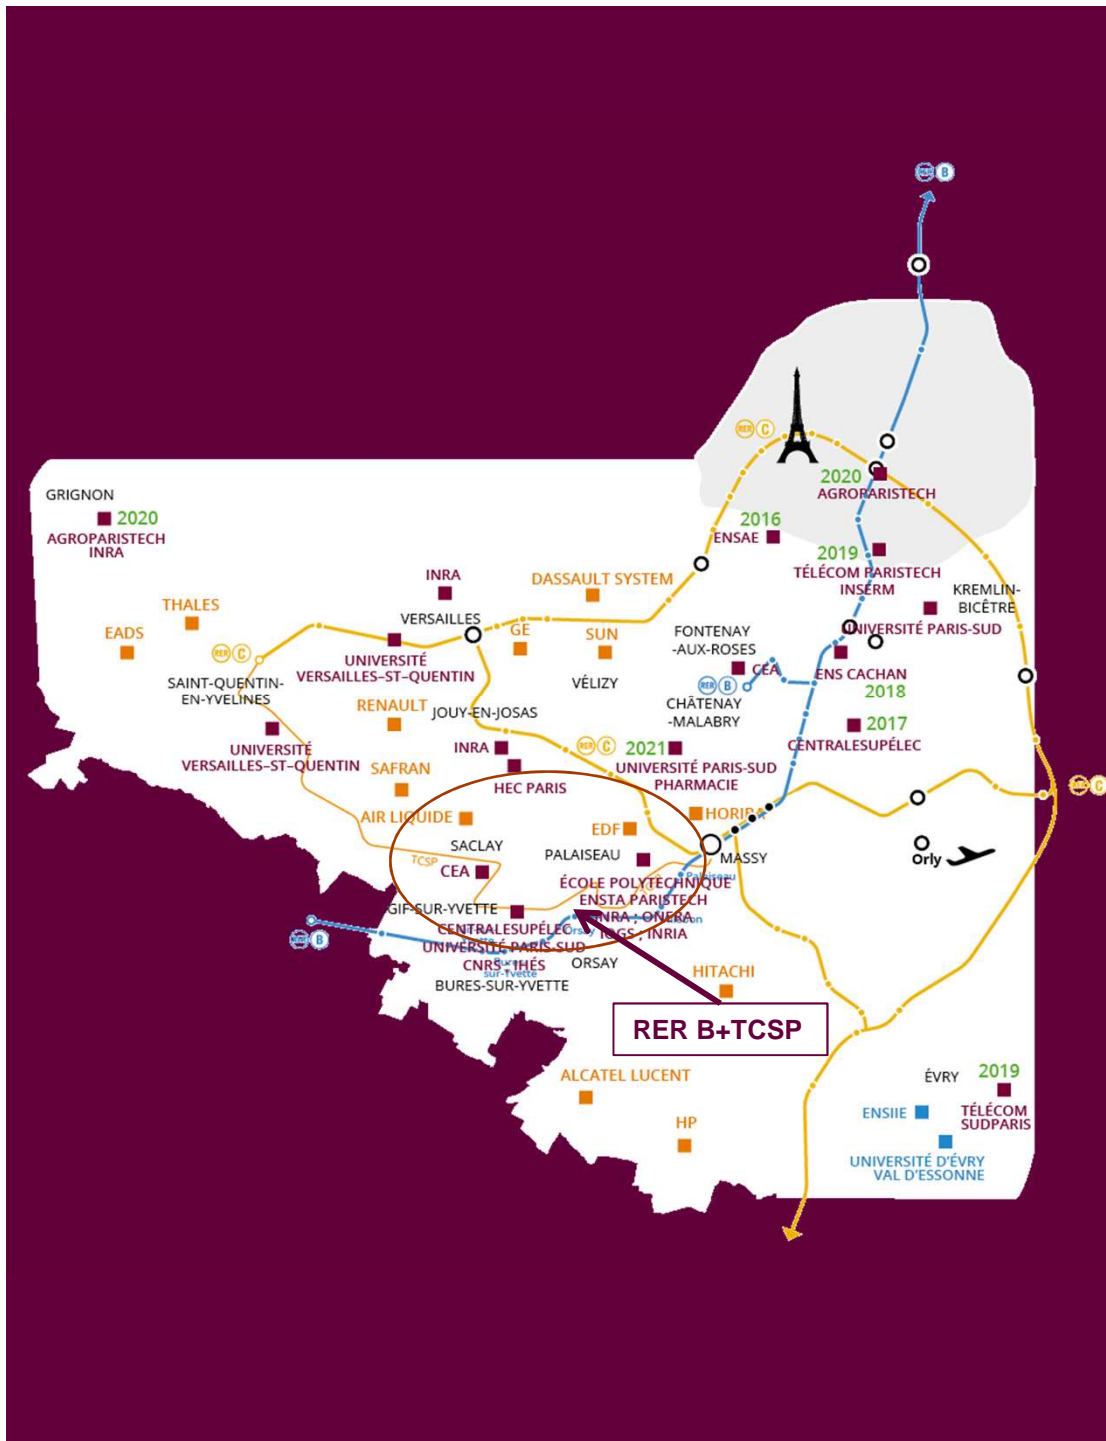 RER B
RER C
GRIGNON
2020
AGROPARISTECH
INRA
2020
AGROPARISTECH
2016
ENSAE
2019
TÉLÉCOM PARISTECH
INSERM
INRA
DASSAULT SYSTEM
THALES
VERSAILLES
KREMLIN-
BICÊTRE
UNIVERSITÉ PARIS-SUD
EADS
RER C
UNIVERSITÉ
VERSAILLES-ST-QUENTIN
GE
SUN
FONTENAY
-AUX-ROSES
CEA
ENS CACHAN
2018
SAINT-QUENTIN-
EN-YVELINES
VÉLIZY
RER B
CHÂTENAY
-MALABRY
RENAULT
JOUY-EN-JOSAS
2017
CENTRALESUPÉLEC
UNIVERSITÉ
VERSAILLES-ST-QUENTIN
INRA
RER C
2021
UNIVERSITÉ PARIS-SUD
PHARMACIE
SAFRAN
HEC PARIS
C
AIR LIQUIDE
EDF
HORIBA
SACLAY
PALAISEAU
MASSY
Orly
TCSP
CEA
Palaiseau
ÉCOLE POLYTECHNIQUE
ENSTA PARISTECH
INRA ; ONERA
IOGS ; INRIA
GIF-SUR-YVETTE
CENTRALESUPÉLEC
Orsay
UNIVERSITÉ PARIS-SUD
CNRS ; IHÉS
Bures
sur-Yvette
B
ORSAY
BURES-SUR-YVETTE
HITACHI
RER B+TCSP
ALCATEL LUCENT
HP
ÉVRY
2019
ENSIIE
TÉLÉCOM
SUDPARIS
UNIVERSITÉ D'ÉVRY
VAL D'ESSONNE